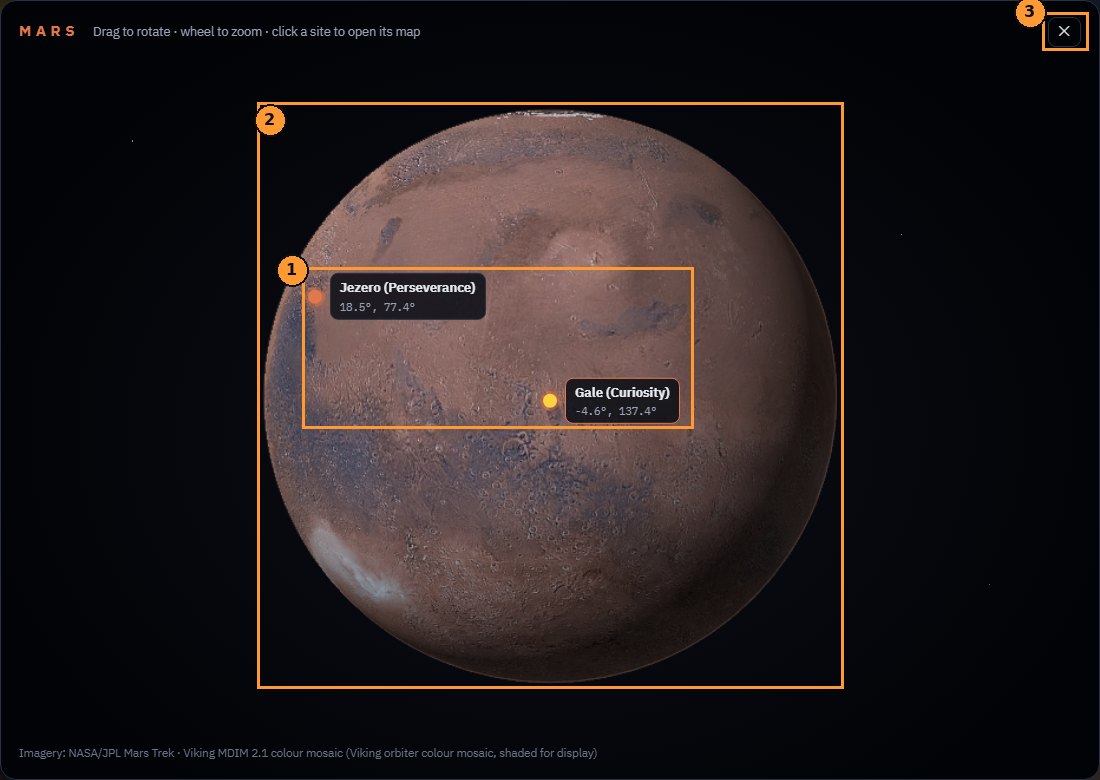 MARS Drag to rotate · wheel to zoom · click a site to open its map
3
2
1
Jezero (Perseverance)
18.5°, 77.4°
Gale (Curiosity)
-4.6°, 137.4°
Imagery: NASA/JPL Mars Trek · Viking MDIM 2.1 colour mosaic (Viking orbiter colour mosaic, shaded for display)